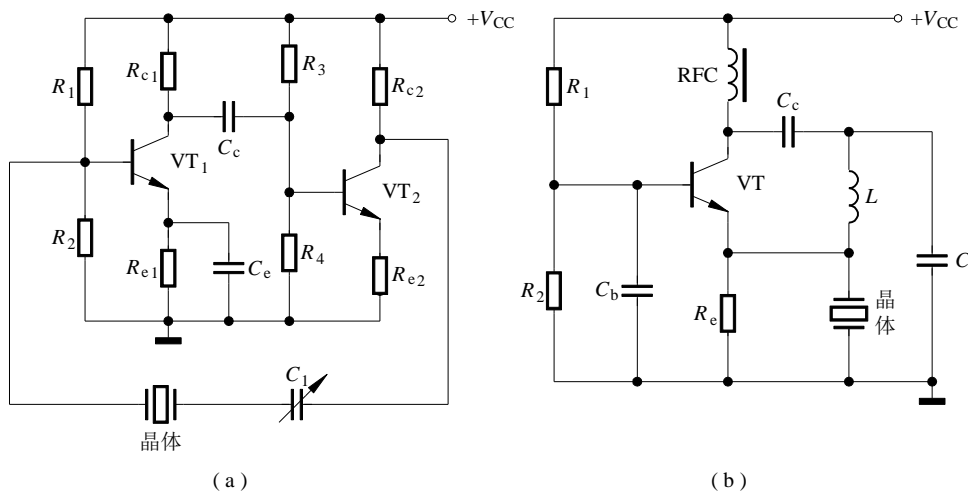 +VCC
R1
Rc1
R3
Rc2
Cc
VT1
VT2
R2
Re1
Ce
R4
Re2
C1
晶体
( a )
+VCC
RFC
R1
Cc
VT
L
R2
Cb
Re
晶
体
C
( b )